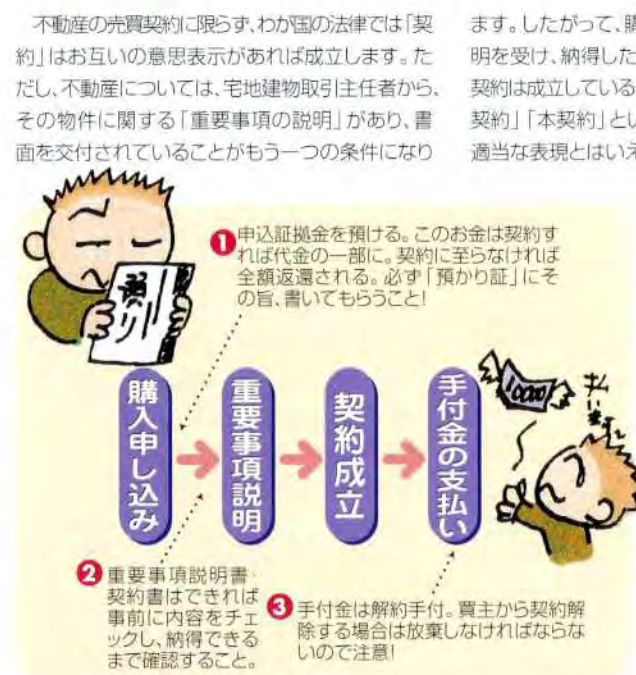 不動産の売買契約に限らず、わが国の法律では「契
約」はお互いの意思表示があれば成立します。た
だし、不動産については、宅地建物取引主任者から、
その物件に関する「重要事項の説明」があり、書
面を交付されていることがもう一つの条件になり
ます。したがって、購
明を受け、納得した
契約は成立している
契約」「本契約」とい
適当な表現とはいえ
❶申込証拠金を預ける。このお金は契約す
れば代金の一部に。契約に至らなければ
全額返還される。必ず「預かり証」にそ
の旨、書いてもらうこと!
預り
購入申し込み
重要事項説明
契約成立
手付金の支払い
10000
❷重要事項説明書・
契約書はできれば
事前に内容をチェ
ックし、納得できる
まで確認すること。
❸手付金は解約手付。買主から契約解
除する場合は放棄しなければならな
いので注意!